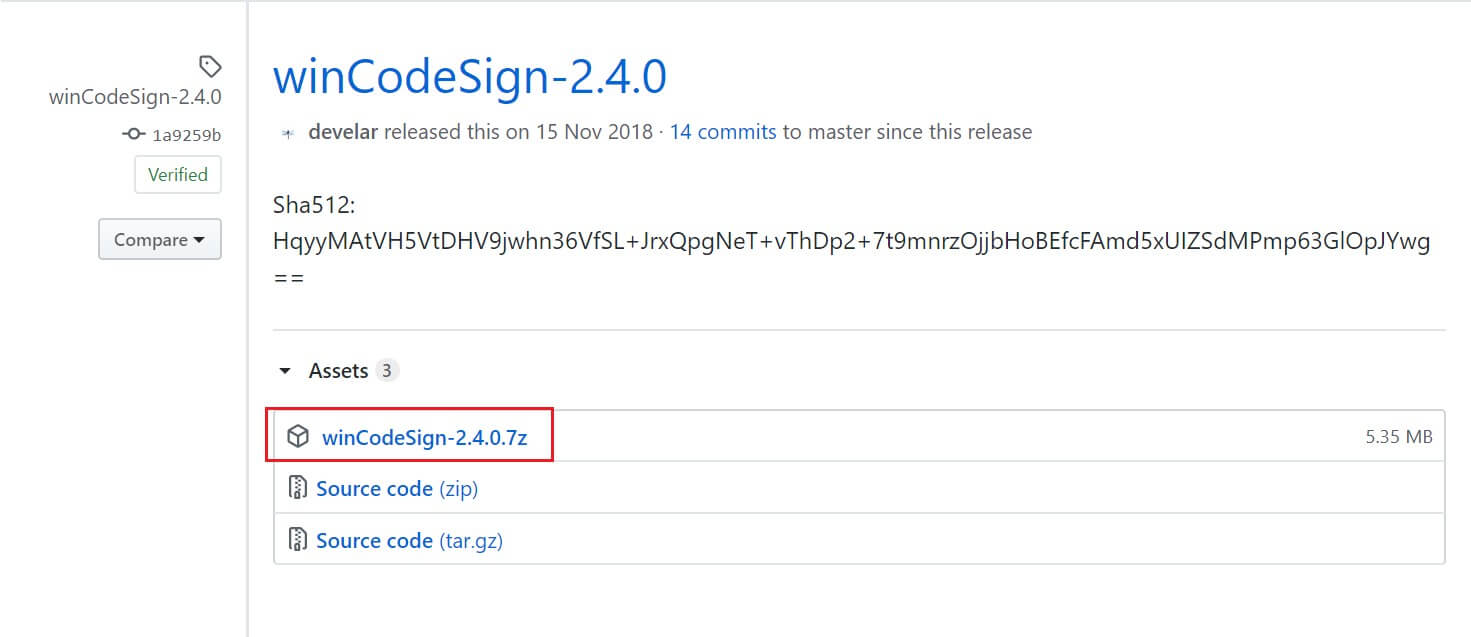 winCodeSign-2.4.0
1a9259b
Verified
Compare
winCodeSign-2.4.0
develar released this on 15 Nov 2018 · 14 commits to master since this release
Sha512:
HqyyMAtVH5VtDHV9jwhn36VfSL+JrxQpgNeT+vThDp2+7t9mnrzOjjbHoBEfcFAmd5xUIZSdMPmp63GlOpJYwg
==
Assets 3
winCodeSign-2.4.0.7z 5.35 MB
Source code (zip)
Source code (tar.gz)